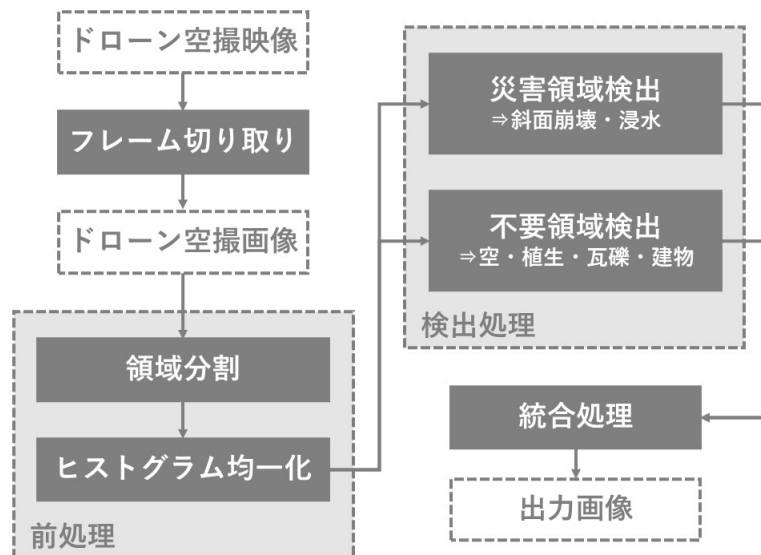 ドローン空撮映像
フレーム切り取り
ドローン空撮画像
領域分割
ヒストグラム均一化
前処理
災害領域検出
⇒斜面崩壊・浸水
不要領域検出
⇒空・植生・瓦礫・建物
検出処理
統合処理
出力画像